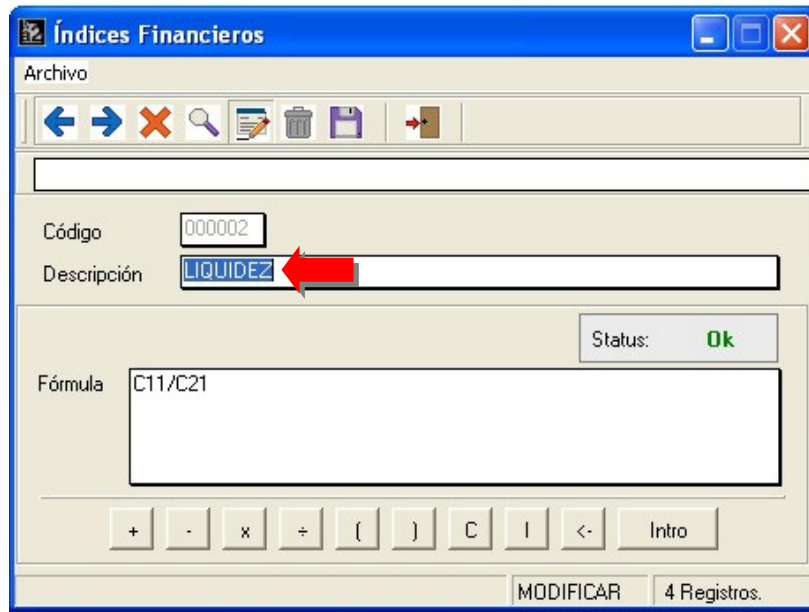 Índices Financieros
Archivo
Código 000002
Descripción LIQUIDEZ
Status: Ok
Fórmula C11/C21
+ - x ÷ ( ) C I <- Intro
MODIFICAR 4 Registros.